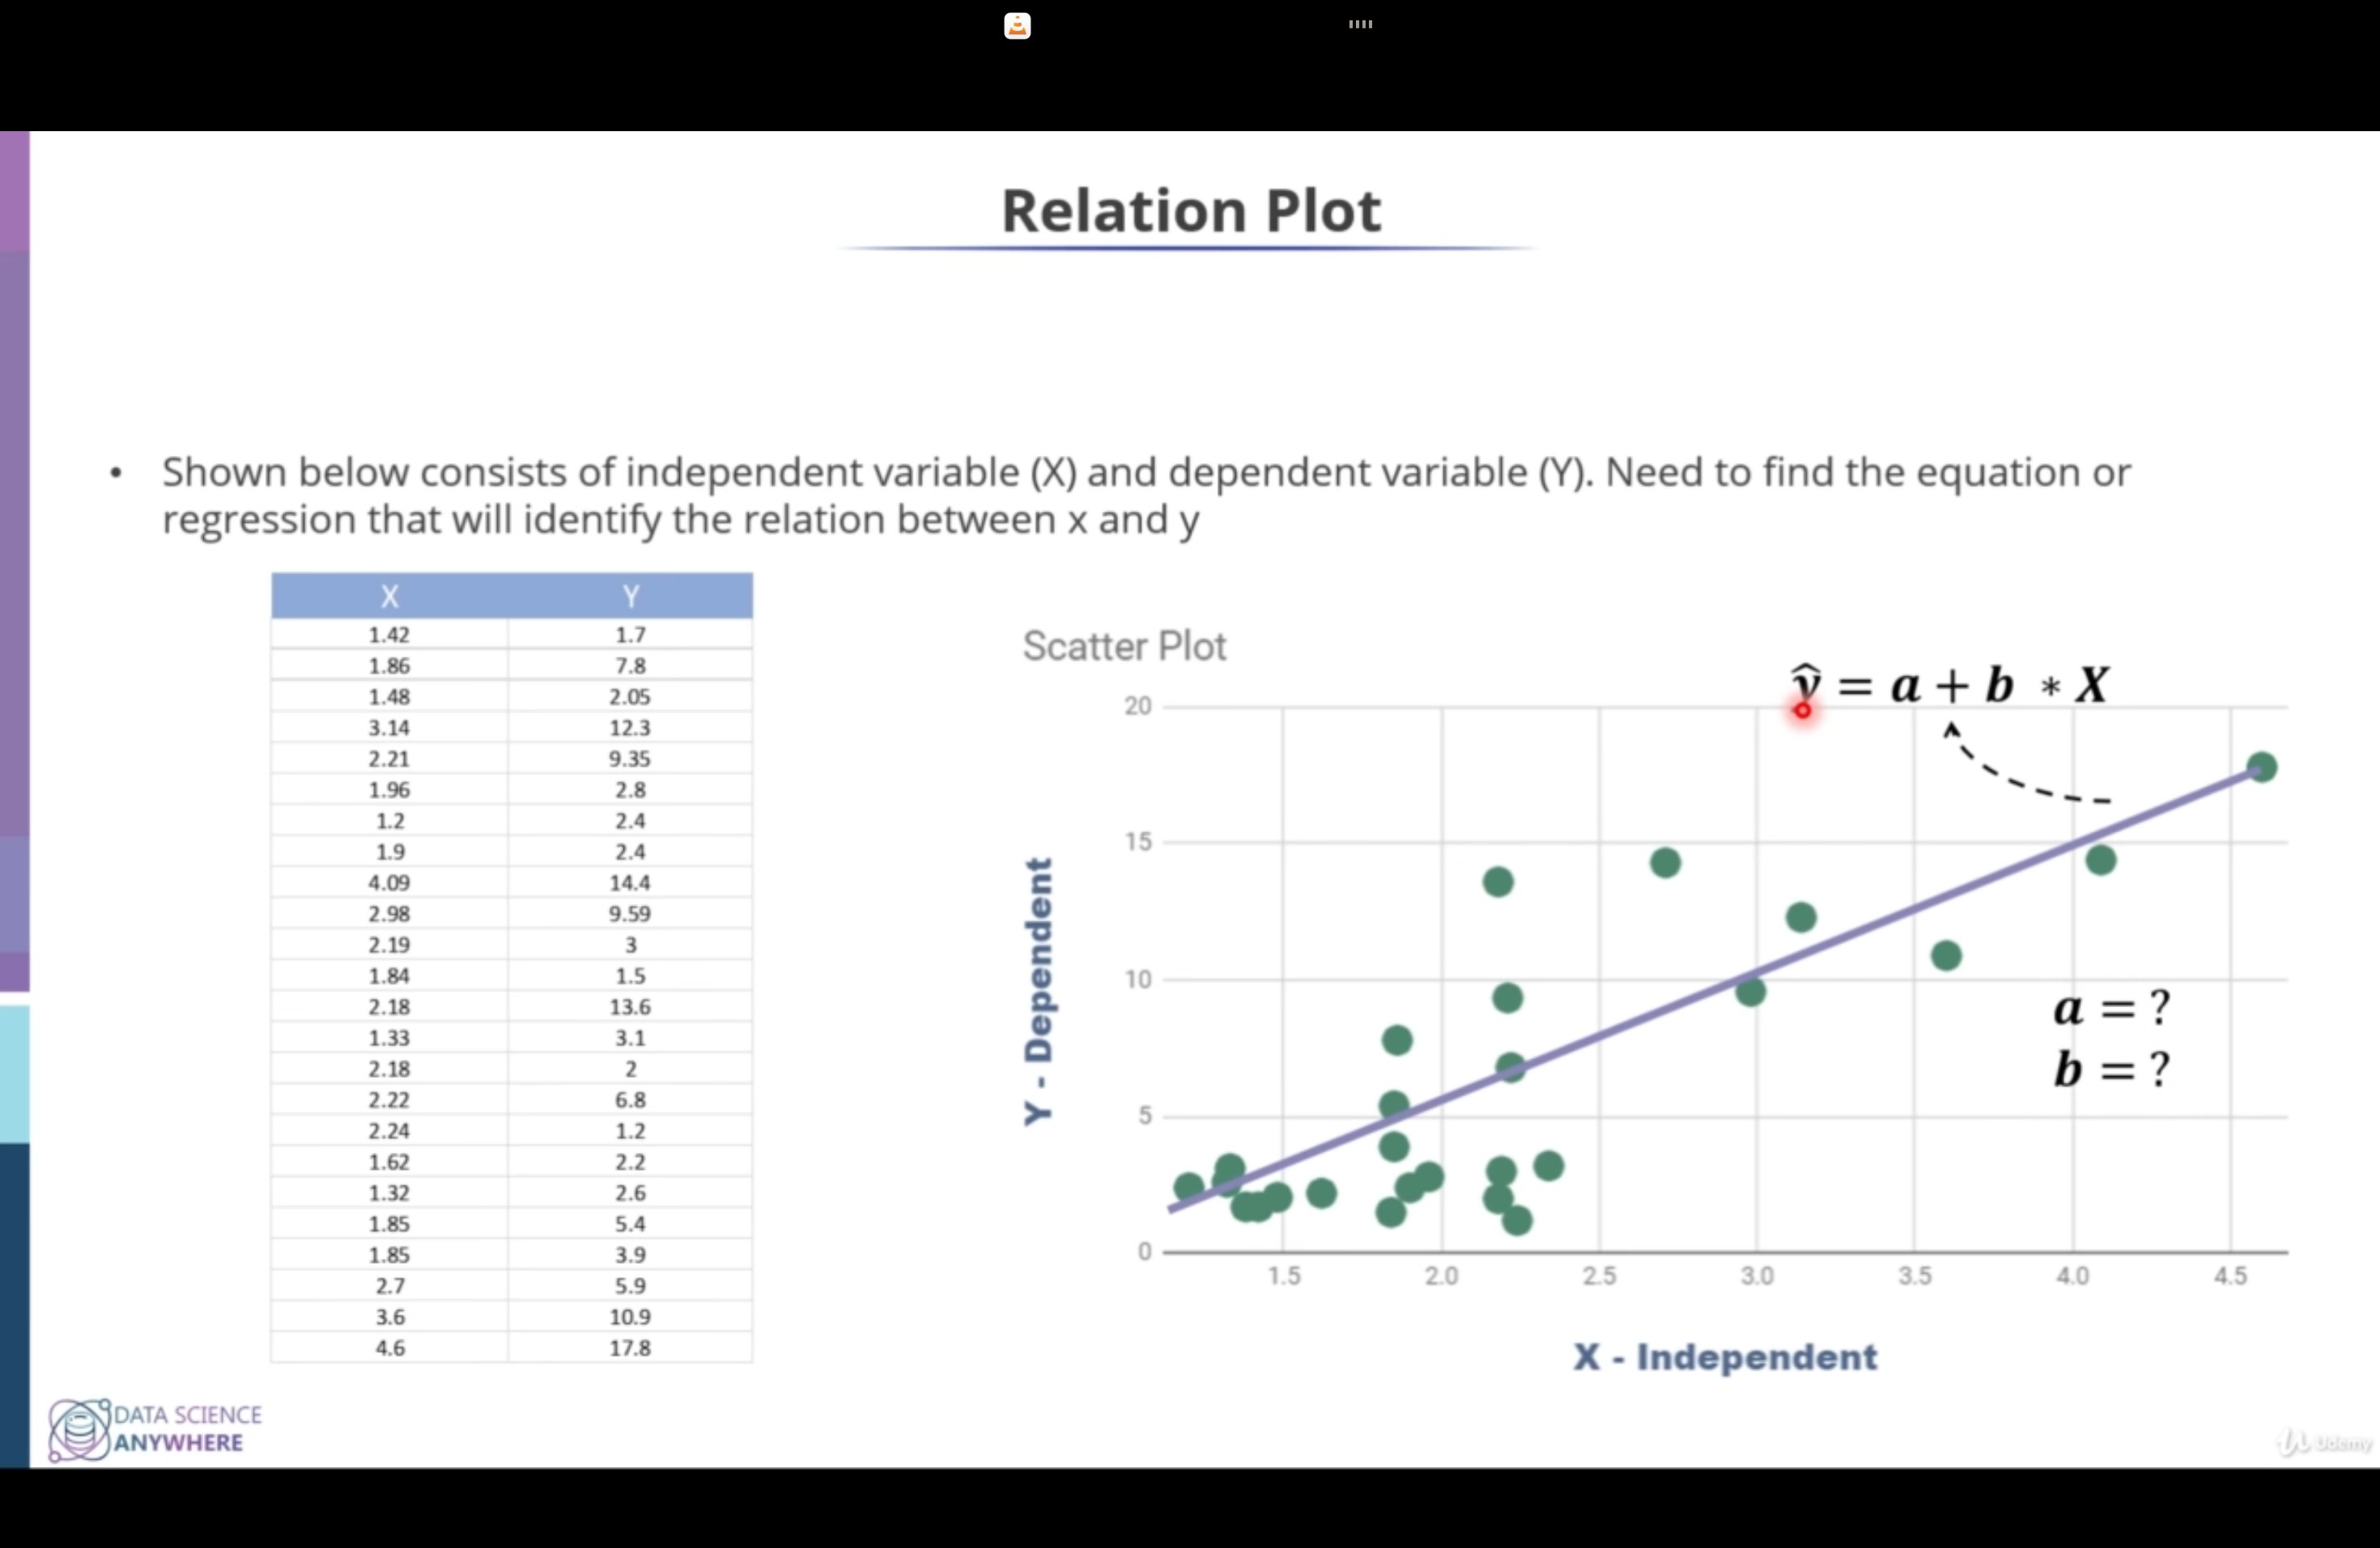 Relation Plot
• Shown below consists of independent variable (X) and dependent variable (Y). Need to find the equation or
regression that will identify the relation between x and y
X Y
1.42 1.7
1.86 7.8
1.48 2.05
3.14 12.3
2.21 9.35
1.96 2.8
1.2 2.4
1.9 2.4
4.09 14.4
2.98 9.59
2.19 3
1.84 1.5
2.18 13.6
1.33 3.1
2.18 2
2.22 6.8
2.24 1.2
1.62 2.2
1.32 2.6
1.85 5.4
1.85 3.9
2.7 5.9
3.6 10.9
4.6 17.8
Scatter Plot
ŷ = a + b * X
20
15
10
5
0
a = ?
b = ?
Y - Dependent
1.5 2.0 2.5 3.0 3.5 4.0 4.5
X - Independent
DATA SCIENCE
ANYWHERE
Udemy